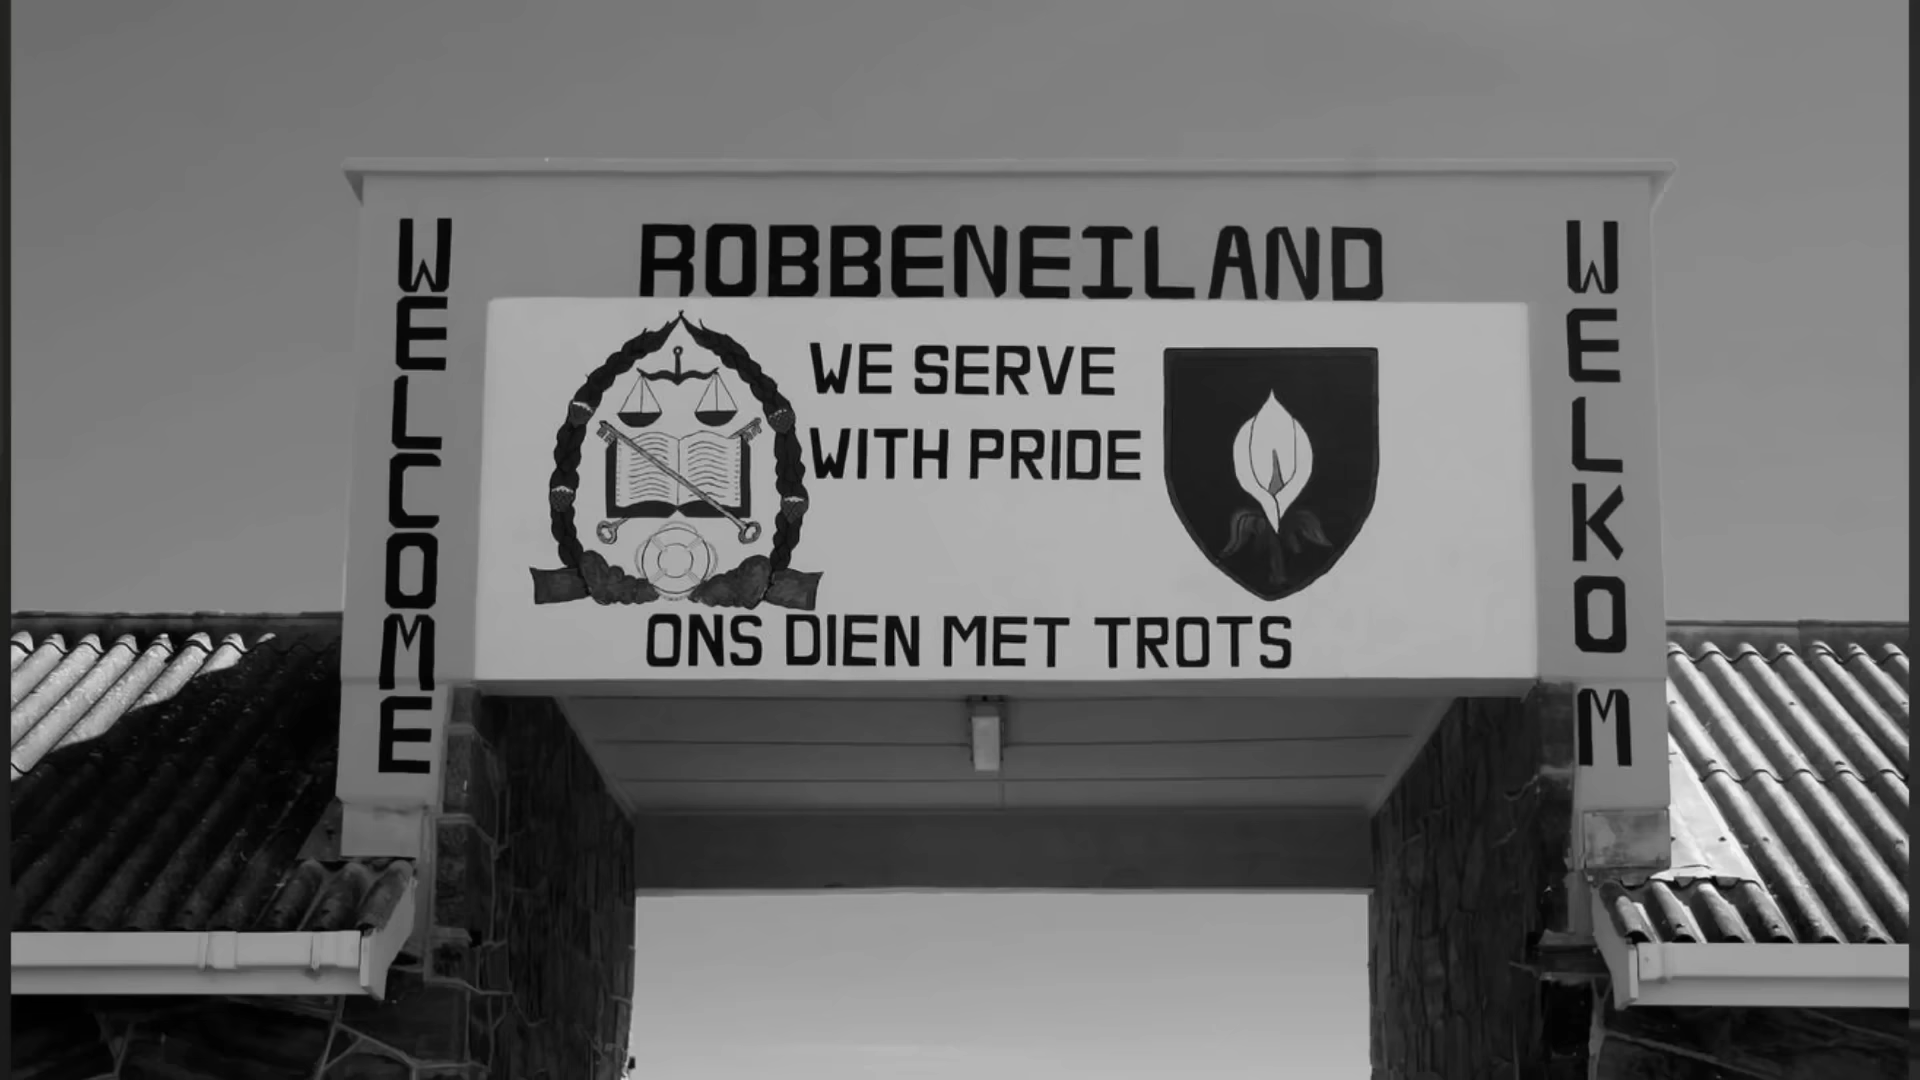 WELCOME
ROBBENEILAND
WE SERVE
WITH PRIDE
ONS DIEN MET TROTS
WELKOM